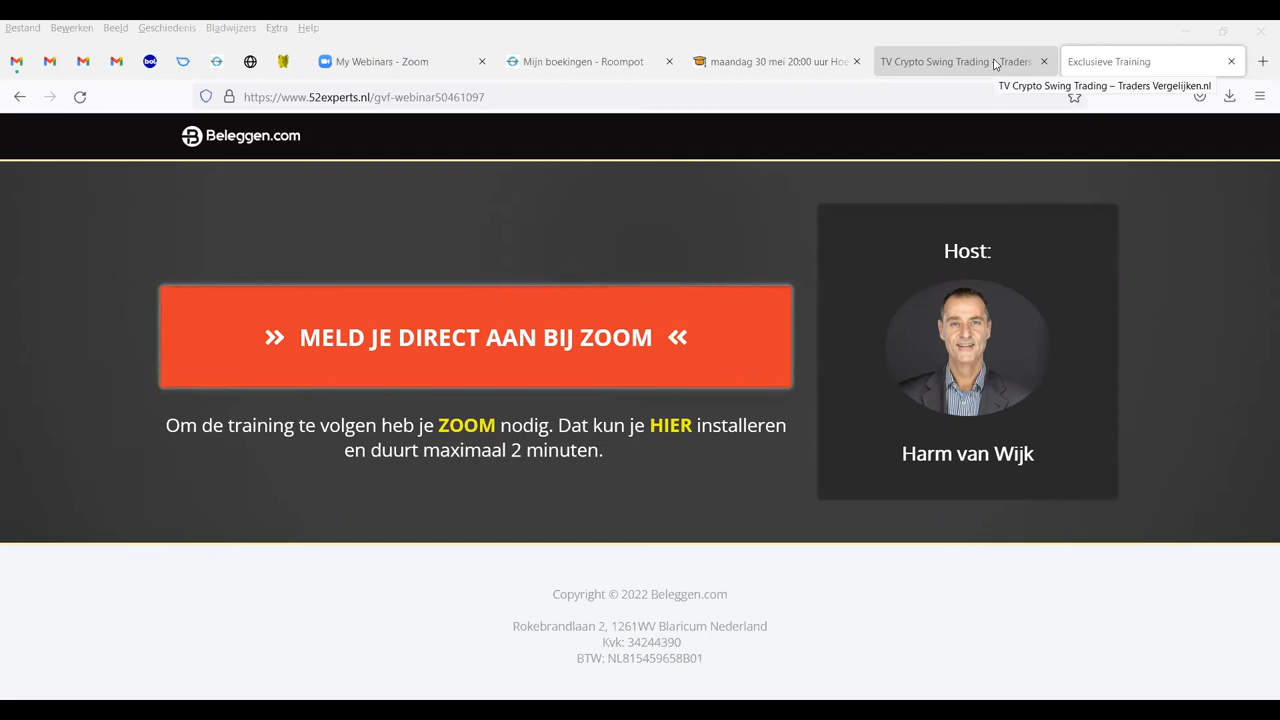 Bestand Bewerken Beeld Geschiedenis Bladwijzers Extra Help
bol
My Webinars - Zoom
Mijn boekingen - Roompot
maandag 30 mei 20:00 uur Hoe
TV Crypto Swing Trading – Traders
Exclusieve Training
TV Crypto Swing Trading – Traders Vergelijken.nl
https://www.52experts.nl/gvf-webinar50461097
Beleggen.com
» MELD JE DIRECT AAN BIJ ZOOM «
Om de training te volgen heb je ZOOM nodig. Dat kun je HIER installeren
en duurt maximaal 2 minuten.
Host:
Harm van Wijk
Copyright © 2022 Beleggen.com
Rokebrandlaan 2, 1261WV Blaricum Nederland
Kvk: 34244390
BTW: NL815459658B01